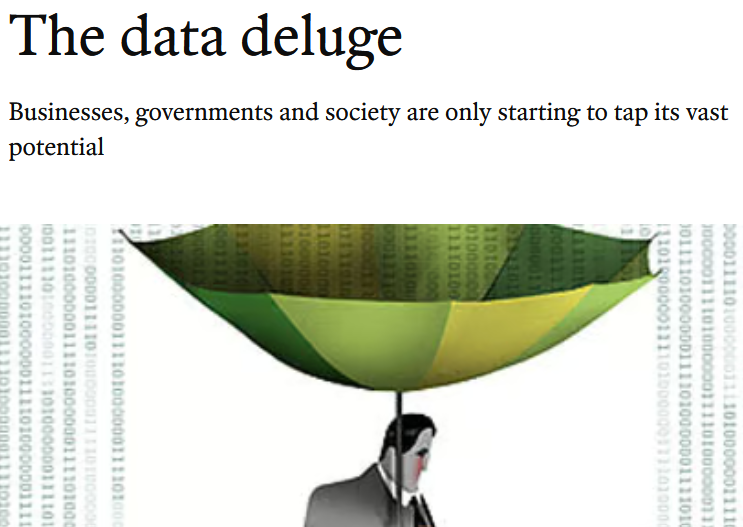 The data deluge
Businesses, governments and society are only starting to tap its vast
potential